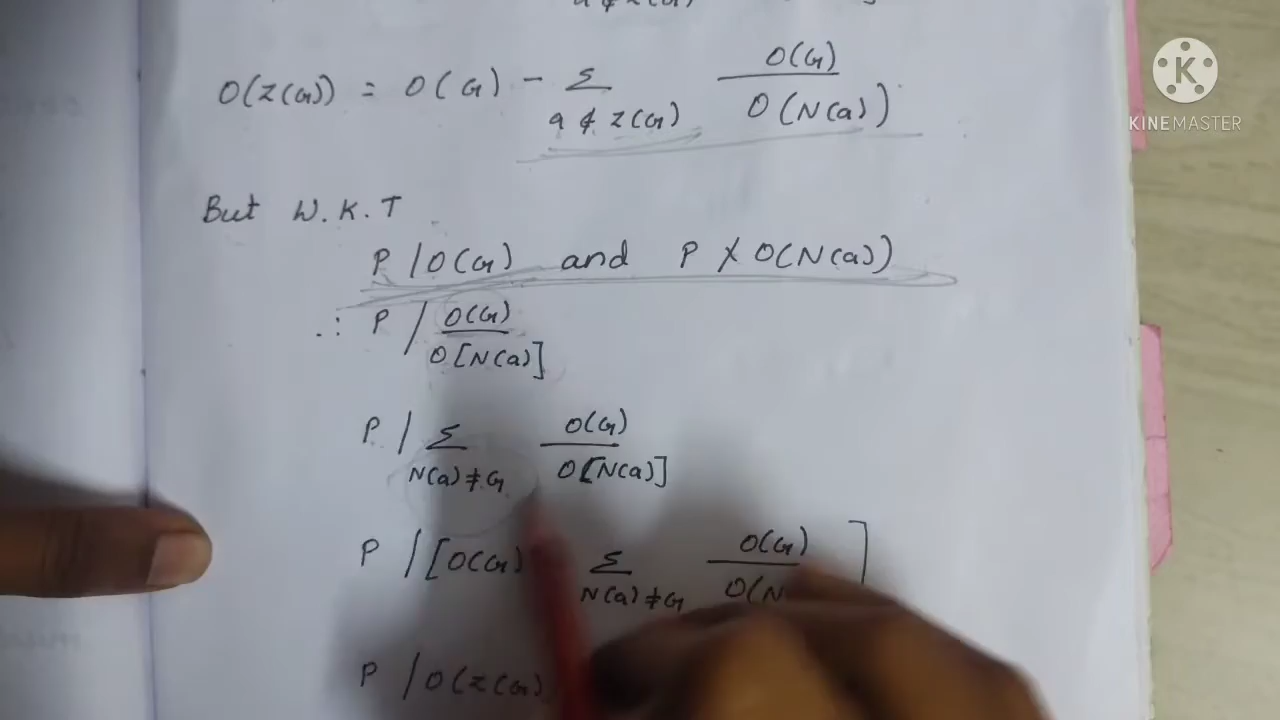 a ∉ Z(G)
O(Z(G)) = O(G) - Σ O(G) / O(N(a))
a ∉ Z(G)
KINEMASTER
But W.K.T
P / O(G) and P ∤ O(N(a))
∴ P / O(G) / O[N(a)]
P / Σ O(G) / O[N(a)]
N(a) ≠ G
P / [O(G) Σ O(G) / O(N ]
N(a) ≠ G
P / O(Z(G)